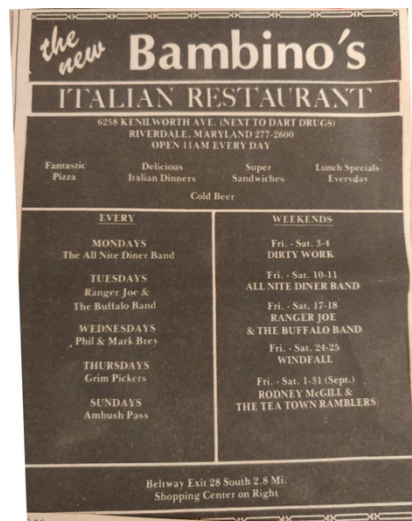 the new Bambino's
ITALIAN RESTAURANT
6258 KENILWORTH AVE. (NEXT TO DART DRUGS)
RIVERDALE, MARYLAND 277-2600
OPEN 11AM EVERY DAY
Fantastic Pizza
Delicious Italian Dinners
Super Sandwiches
Lunch Specials Everyday
Cold Beer
EVERY
MONDAYS
The All Nite Diner Band
TUESDAYS
Ranger Joe &
The Buffalo Band
WEDNESDAYS
Phil & Mark Brey
THURSDAYS
Grim Pickers
SUNDAYS
Ambush Pass
WEEKENDS
Fri. - Sat. 3-4
DIRTY WORK
Fri. - Sat. 10-11
ALL NITE DINER BAND
Fri. - Sat. 17-18
RANGER JOE
& THE BUFFALO BAND
Fri. - Sat. 24-25
WINDFALL
Fri. - Sat. 1-31 (Sept.)
RODNEY McGILL &
THE TEA TOWN RAMBLERS
Beltway Exit 28 South 2.8 Mi.
Shopping Center on Right